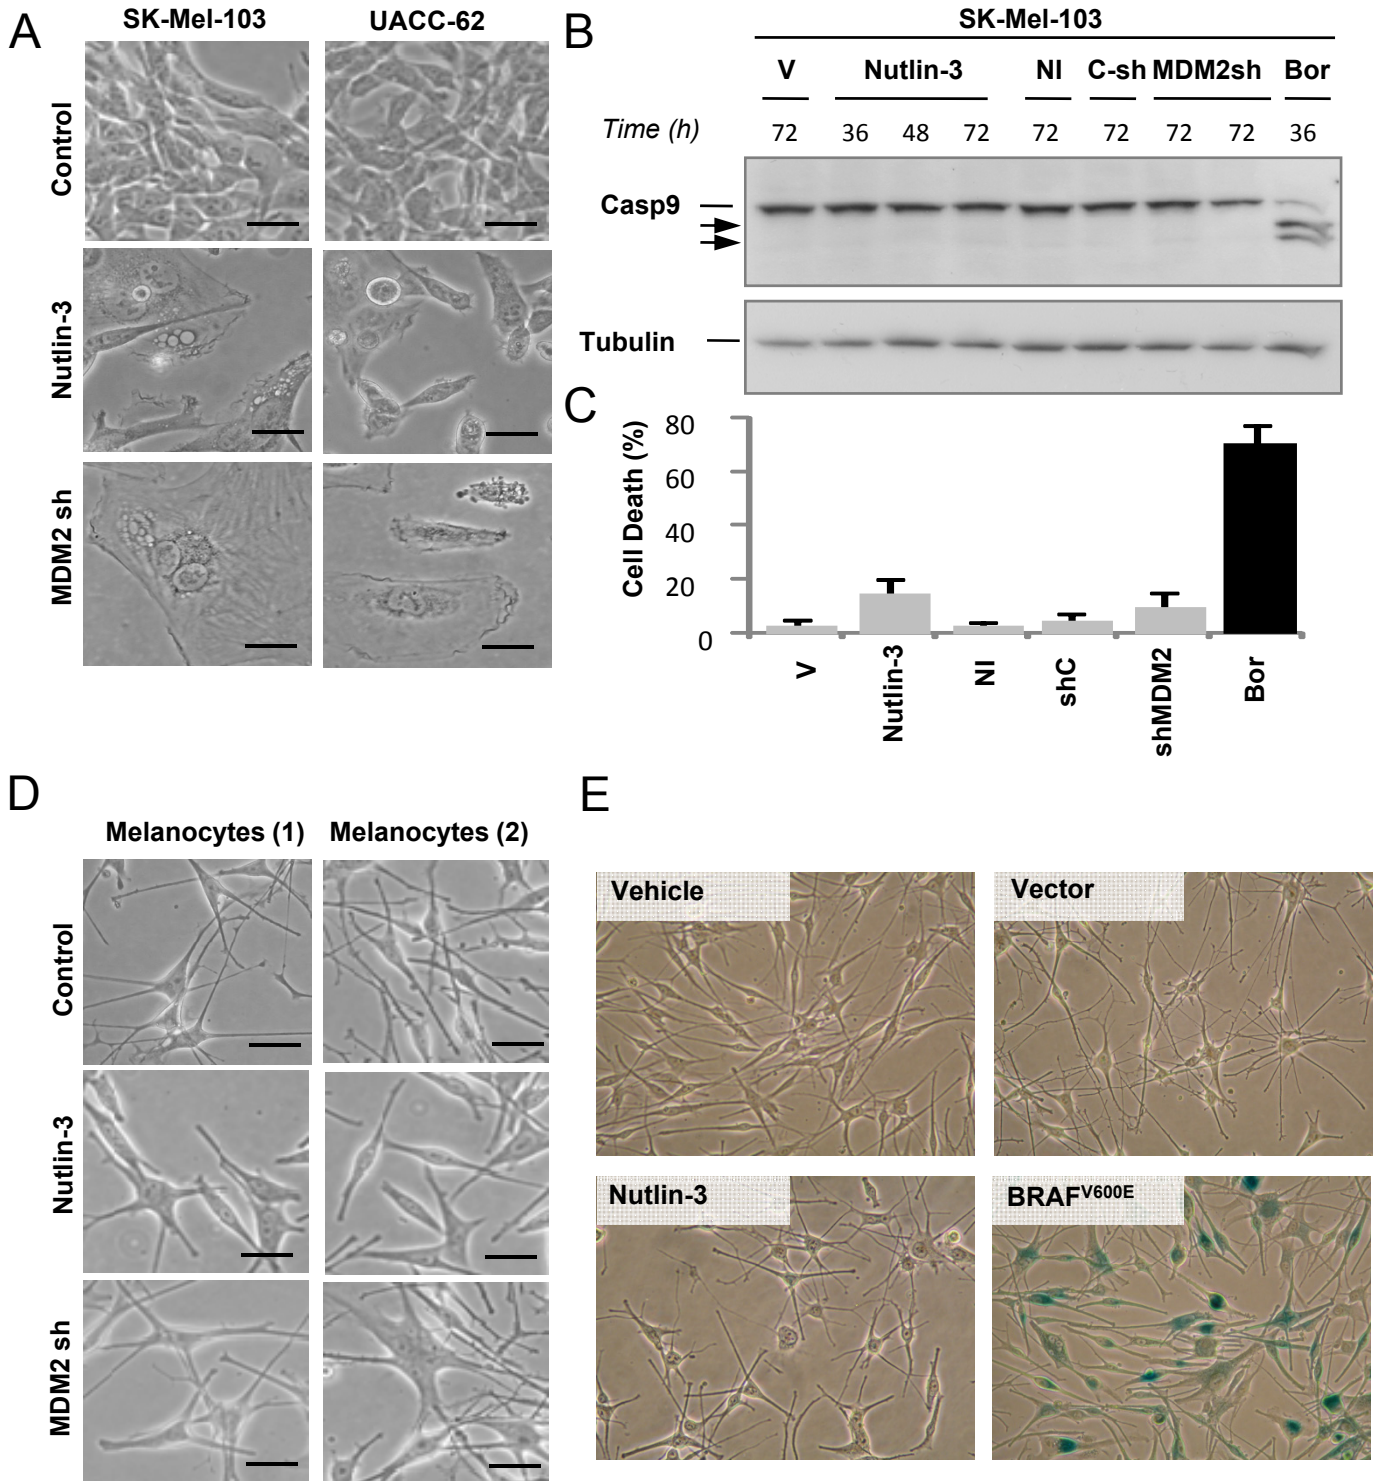 A
SK-Mel-103
UACC-62
Control
Nutlin-3
MDM2 sh
B
SK-Mel-103
V Nutlin-3 NI C-sh MDM2sh Bor
Time (h) 72 36 48 72 72 72 72 72 36
Casp9
Tubulin
C
Cell Death (%)
80
60
40
20
0
V
Nutlin-3
NI
shC
shMDM2
Bor
D
Melanocytes (1)
Melanocytes (2)
Control
Nutlin-3
MDM2 sh
E
Vehicle
Vector
Nutlin-3
BRAFV600E